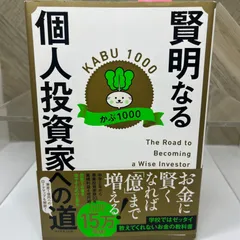 賢明なる
個人投資家への道
KABU 1000
かぶ1000
The Road to
Becoming
a Wise Investor
お金に
賢く
なれば
億まで
増える
学校ではゼッタイ
教えてくれないお金の教科書
15万